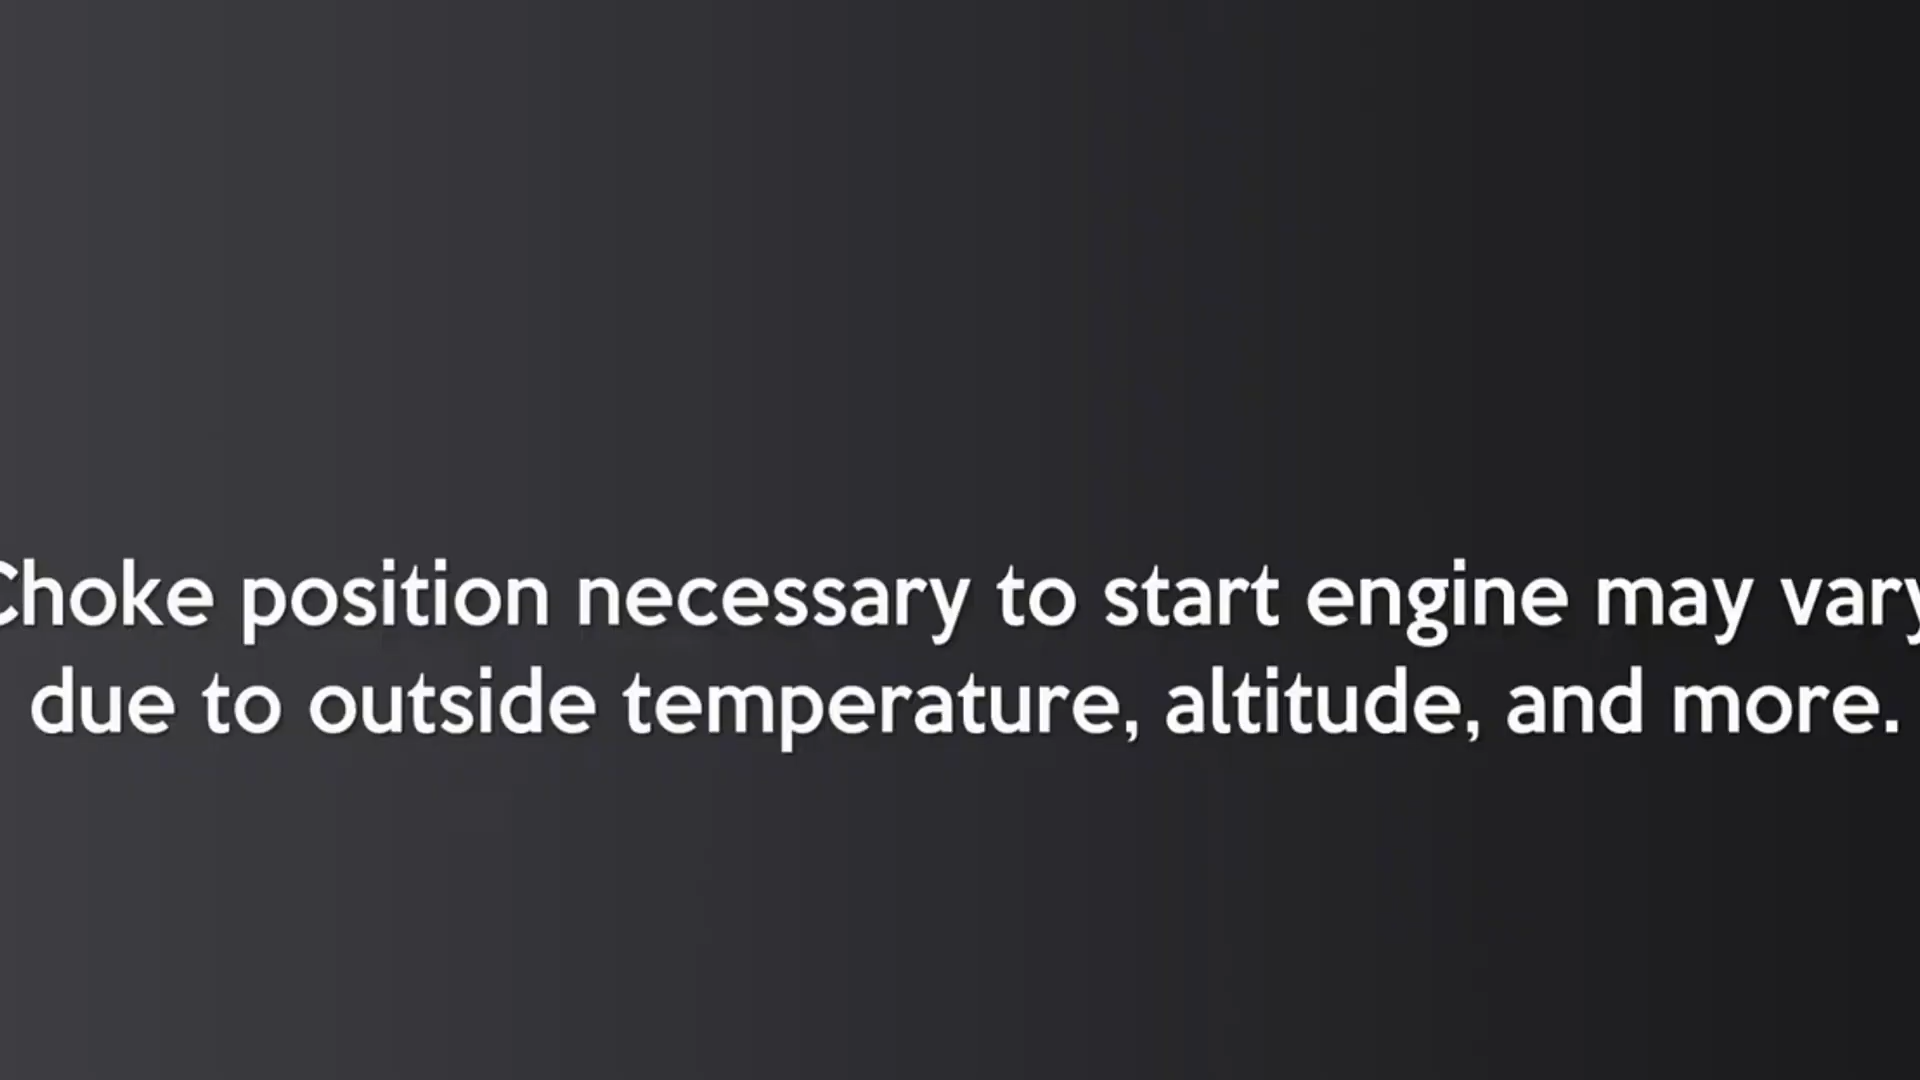 Choke position necessary to start engine may vary
due to outside temperature, altitude, and more.